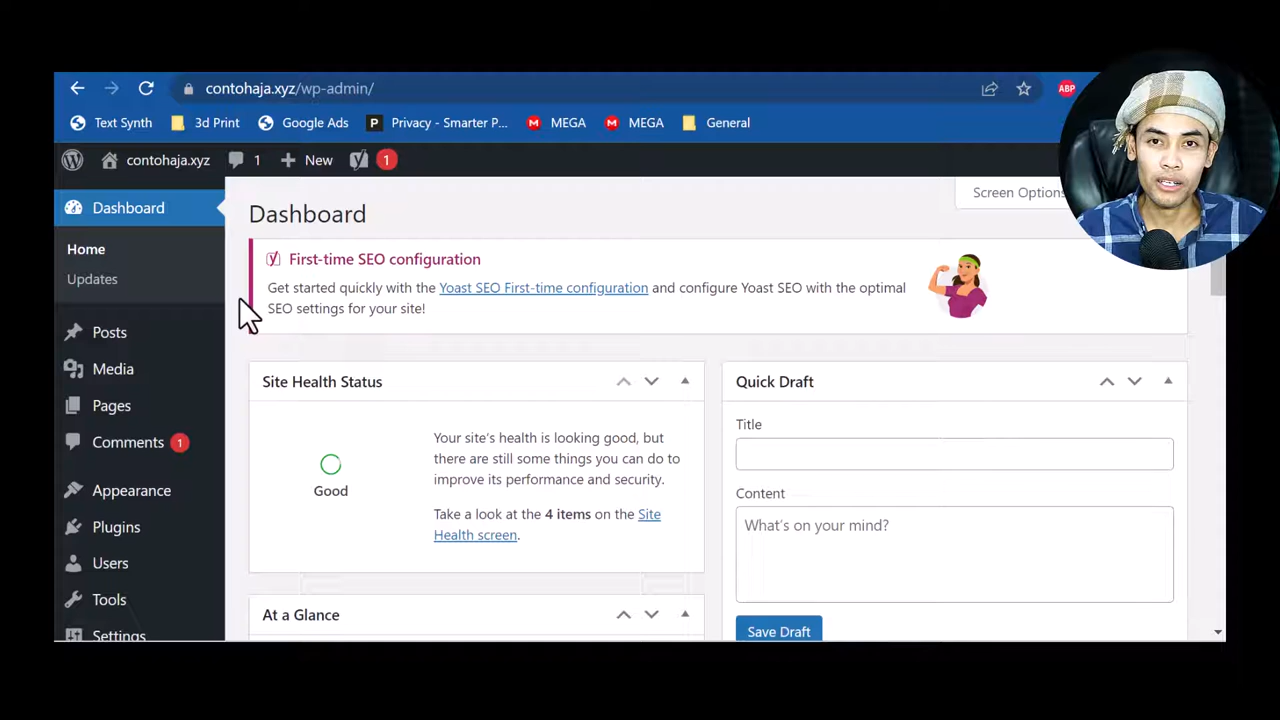 contohaja.xyz/wp-admin/
ABP
Text Synth
3d Print
Google Ads
P Privacy - Smarter P...
M MEGA
M MEGA
General
contohaja.xyz
1
New
1
Screen Options
Dashboard
Home
Updates
Posts
Media
Pages
Comments 1
Appearance
Plugins
Users
Tools
Settings
Dashboard
First-time SEO configuration
Get started quickly with the Yoast SEO First-time configuration and configure Yoast SEO with the optimal
SEO settings for your site!
Site Health Status
Good
Your site's health is looking good, but
there are still some things you can do to
improve its performance and security.
Take a look at the 4 items on the Site
Health screen.
At a Glance
Quick Draft
Title
Content
What's on your mind?
Save Draft